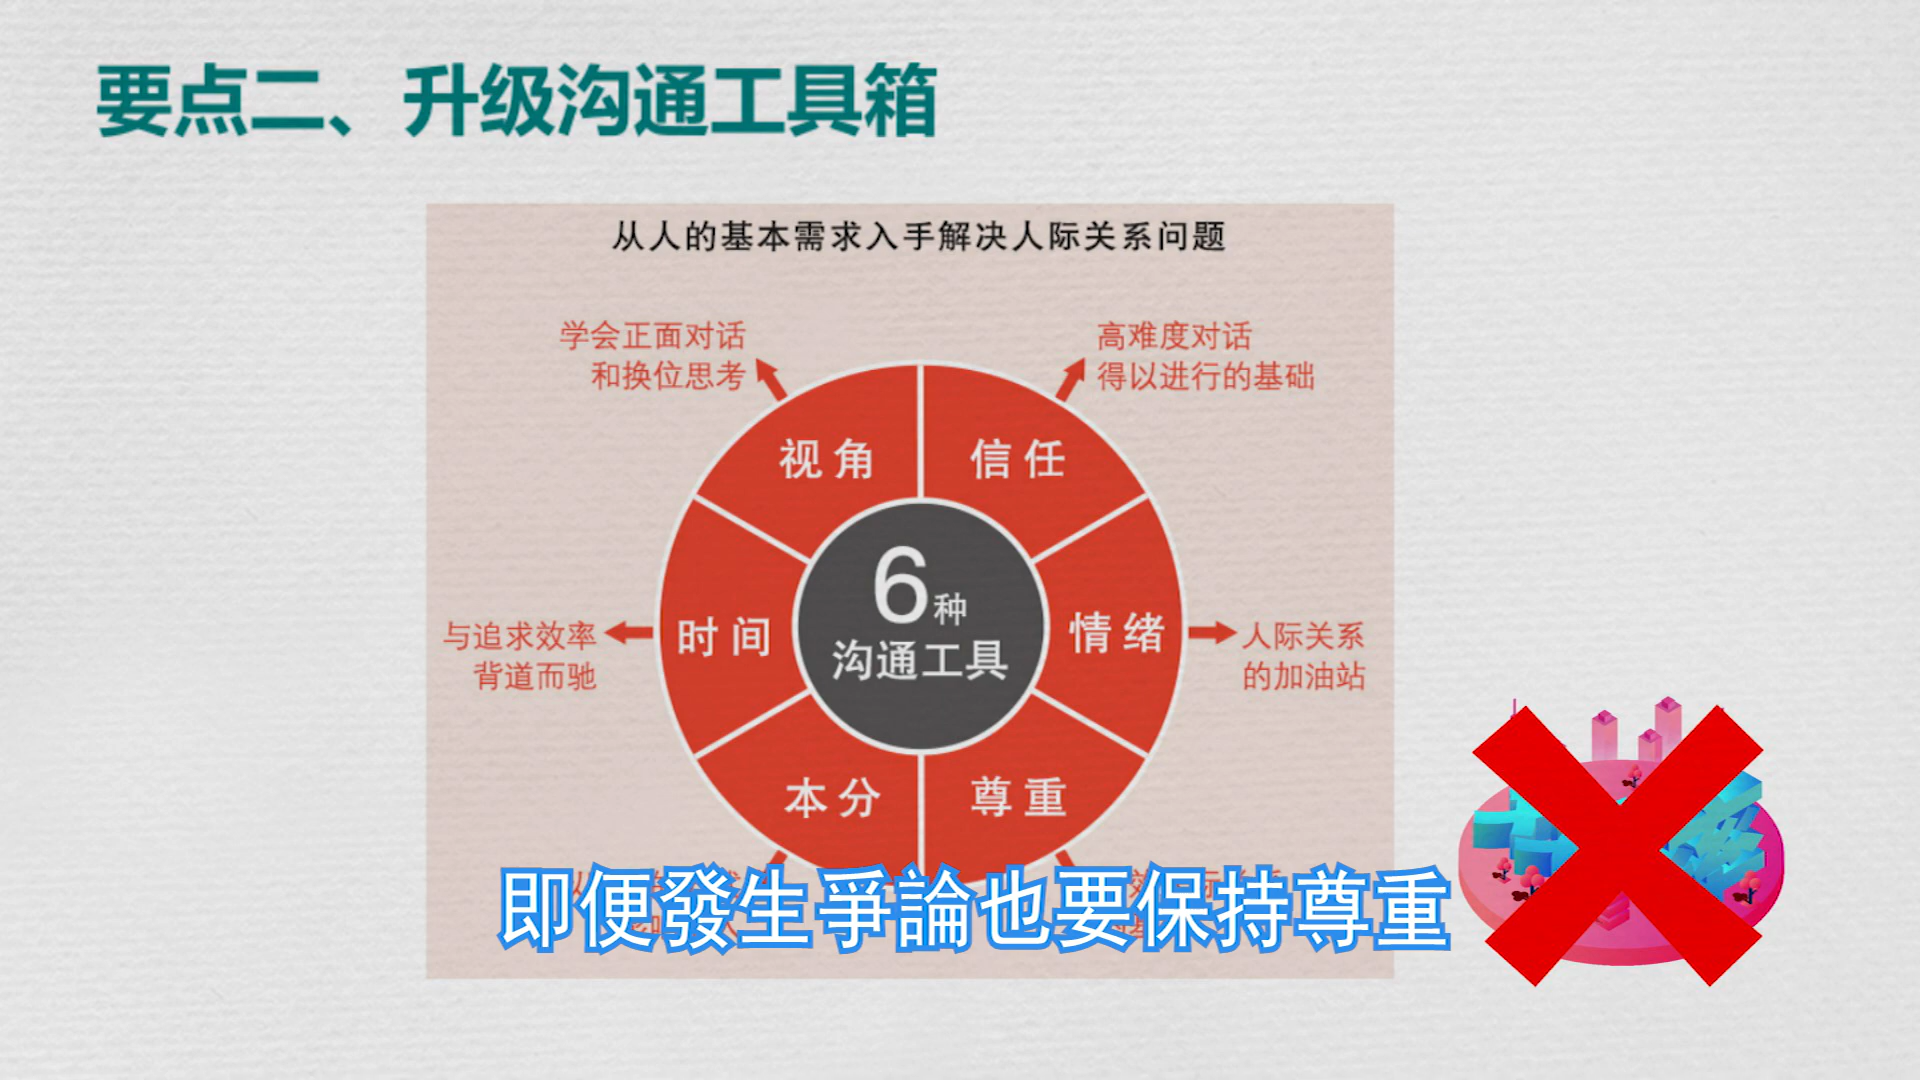 要点二、升级沟通工具箱
从人的基本需求入手解决人际关系问题
学会正面对话
和换位思考
高难度对话
得以进行的基础
视角
信任
与追求效率
背道而驰
时间
6种
沟通工具
情绪
人际关系
的加油站
本分
尊重
即便發生爭論也要保持尊重